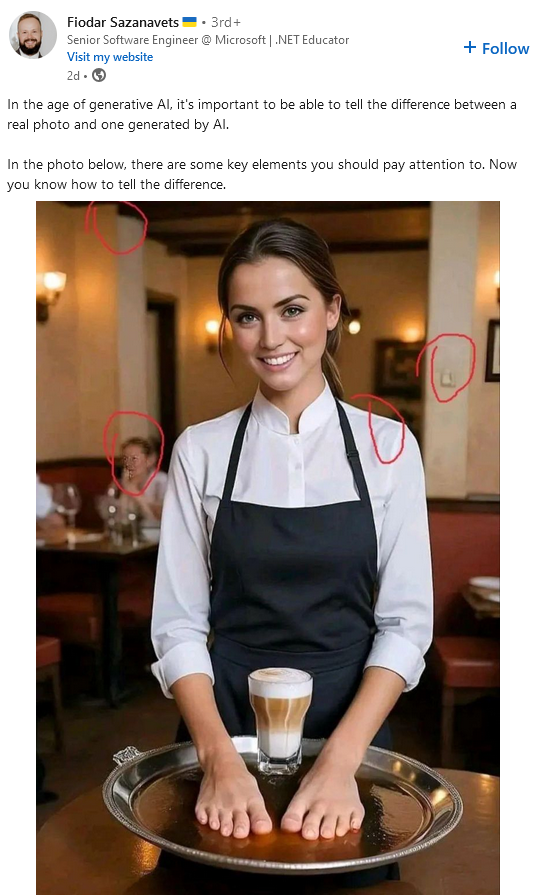 Fiodar Sazanavets 🇺🇦 • 3rd+
Senior Software Engineer @ Microsoft | .NET Educator
Visit my website
2d •
+ Follow
In the age of generative AI, it's important to be able to tell the difference between a
real photo and one generated by AI.
In the photo below, there are some key elements you should pay attention to. Now
you know how to tell the difference.